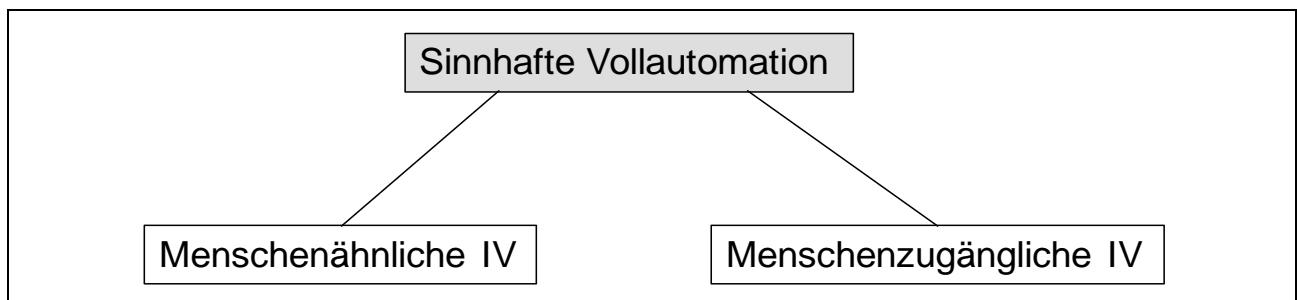 Sinnhafte Vollautomation
Menschenähnliche IV
Menschenzugängliche IV